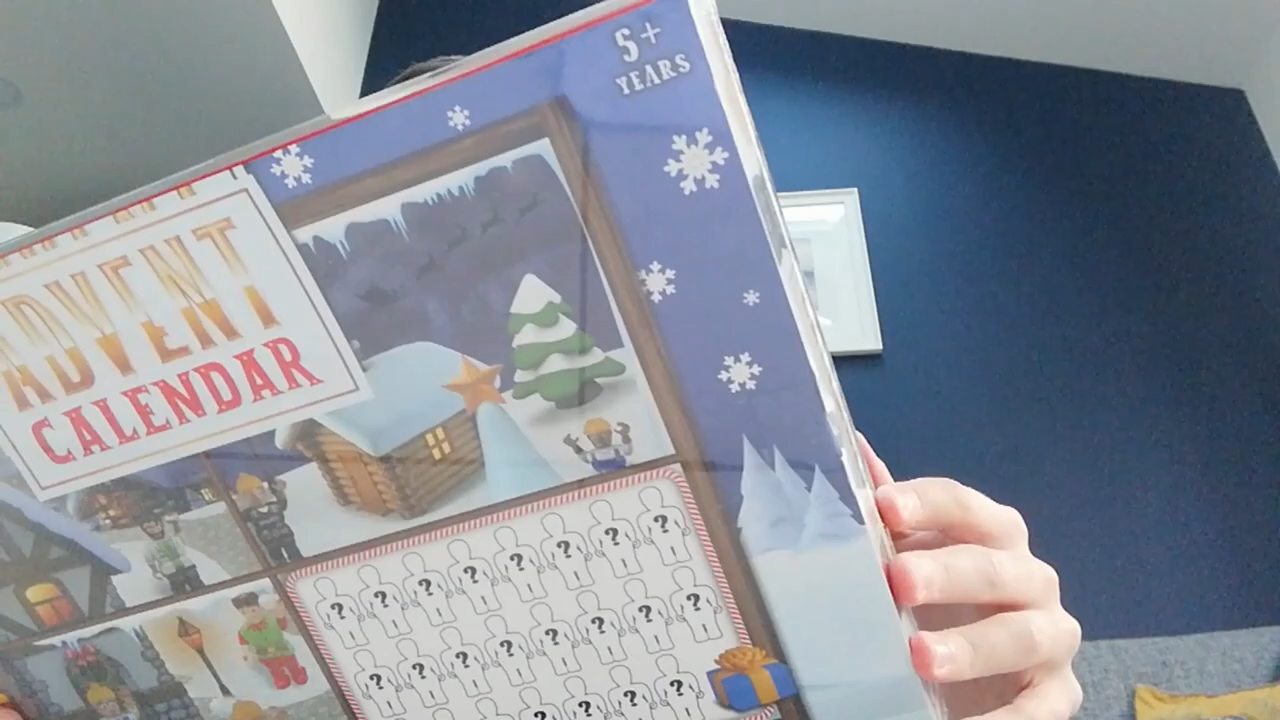 5+
YEARS
ADVENT
CALENDAR
? ? ? ? ? ? ? ?
? ? ? ? ? ? ? ?
? ? ? ?